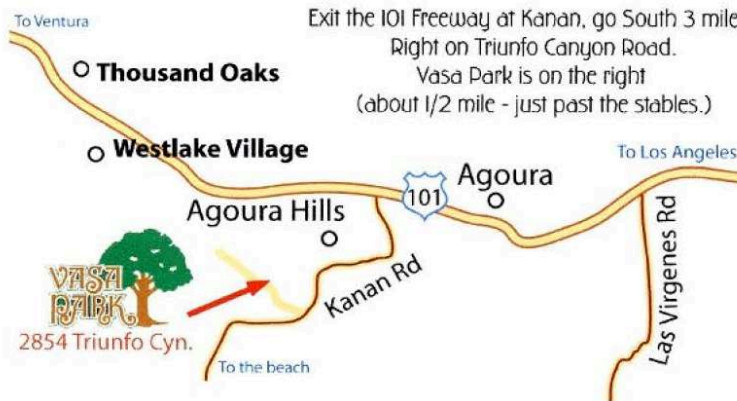 To Ventura
Exit the 101 Freeway at Kanan, go South 3 mile
Right on Triunfo Canyon Road.
Vasa Park is on the right
(about 1/2 mile - just past the stables.)
Thousand Oaks
Westlake Village
To Los Angeles
101
Agoura
Agoura Hills
Kanan Rd
Las Virgenes Rd
VASA
PARK
2854 Triunfo Cyn.
To the beach